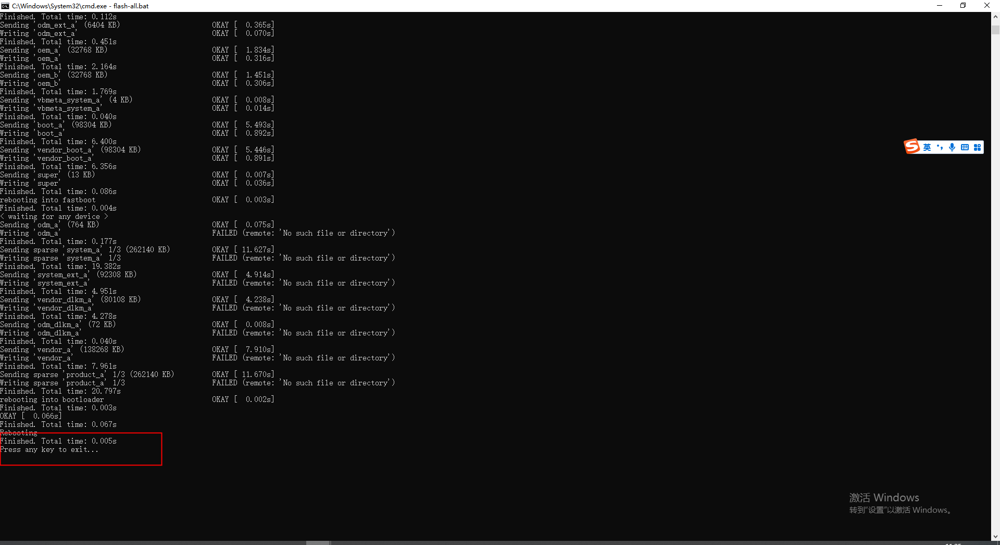 C:\Windows\System32\cmd.exe - flash-all.bat
Finished. Total time: 0.112s
Sending 'odm_ext_a' (6404 KB) OKAY [ 0.365s]
Writing 'odm_ext_a' OKAY [ 0.070s]
Finished. Total time: 0.451s
Sending 'oem_a' (32768 KB) OKAY [ 1.834s]
Writing 'oem_a' OKAY [ 0.316s]
Finished. Total time: 2.164s
Sending 'oem_b' (32768 KB) OKAY [ 1.451s]
Writing 'oem_b' OKAY [ 0.306s]
Finished. Total time: 1.769s
Sending 'vbmeta_system_a' (4 KB) OKAY [ 0.008s]
Writing 'vbmeta_system_a' OKAY [ 0.014s]
Finished. Total time: 0.040s
Sending 'boot_a' (98304 KB) OKAY [ 5.493s]
Writing 'boot_a' OKAY [ 0.892s]
Finished. Total time: 6.400s
Sending 'vendor_boot_a' (98304 KB) OKAY [ 5.446s]
Writing 'vendor_boot_a' OKAY [ 0.891s]
Finished. Total time: 6.356s
Sending 'super' (13 KB) OKAY [ 0.007s]
Writing 'super' OKAY [ 0.036s]
Finished. Total time: 0.086s
rebooting into fastboot OKAY [ 0.003s]
Finished. Total time: 0.004s
< waiting for any device >
Sending 'odm_a' (764 KB) OKAY [ 0.075s]
Writing 'odm_a' FAILED (remote: 'No such file or directory')
Finished. Total time: 0.177s
Sending sparse 'system_a' 1/3 (262140 KB) OKAY [ 11.627s]
Writing sparse 'system_a' 1/3 FAILED (remote: 'No such file or directory')
Finished. Total time: 19.382s
Sending 'system_ext_a' (92308 KB) OKAY [ 4.914s]
Writing 'system_ext_a' FAILED (remote: 'No such file or directory')
Finished. Total time: 4.951s
Sending 'vendor_dlkm_a' (80108 KB) OKAY [ 4.238s]
Writing 'vendor_dlkm_a' FAILED (remote: 'No such file or directory')
Finished. Total time: 4.278s
Sending 'odm_dlkm_a' (72 KB) OKAY [ 0.008s]
Writing 'odm_dlkm_a' FAILED (remote: 'No such file or directory')
Finished. Total time: 0.040s
Sending 'vendor_a' (138268 KB) OKAY [ 7.910s]
Writing 'vendor_a' FAILED (remote: 'No such file or directory')
Finished. Total time: 7.961s
Sending sparse 'product_a' 1/3 (262140 KB) OKAY [ 11.670s]
Writing sparse 'product_a' 1/3 FAILED (remote: 'No such file or directory')
Finished. Total time: 20.797s
rebooting into bootloader OKAY [ 0.002s]
Finished. Total time: 0.003s
OKAY [ 0.066s]
Finished. Total time: 0.067s
Rebooting
Finished. Total time: 0.005s
Press any key to exit...
英
激活 Windows
转到“设置”以激活 Windows。